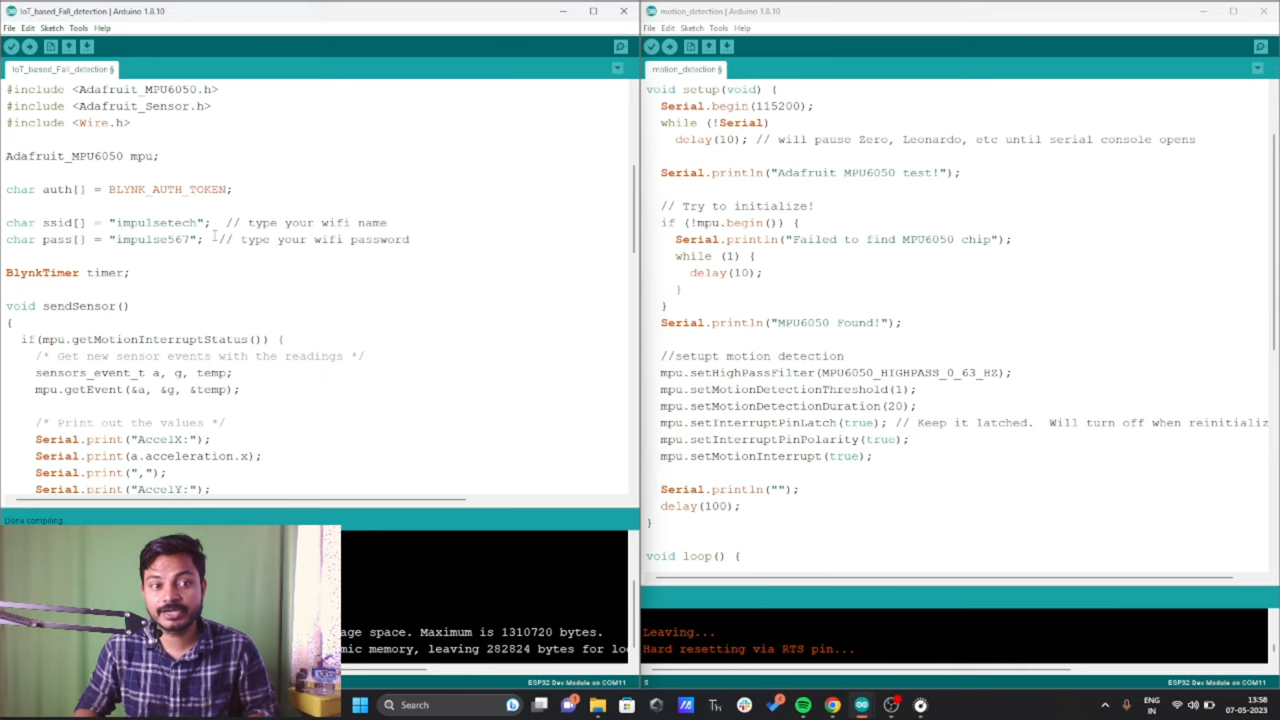 IoT_based_Fall_detection | Arduino 1.8.10
File Edit Sketch Tools Help
IoT_based_Fall_detection §
#include <Adafruit_MPU6050.h>
#include <Adafruit_Sensor.h>
#include <Wire.h>
Adafruit_MPU6050 mpu;
char auth[] = BLYNK_AUTH_TOKEN;
char ssid[] = "impulsetech";  // type your wifi name
char pass[] = "impulse567";  // type your wifi password
BlynkTimer timer;
void sendSensor()
{
if(mpu.getMotionInterruptStatus()) {
/* Get new sensor events with the readings */
sensors_event_t a, g, temp;
mpu.getEvent(&a, &g, &temp);
/* Print out the values */
Serial.print("AccelX:");
Serial.print(a.acceleration.x);
Serial.print(",");
Serial.print("AccelY:");
Done compiling.
age space. Maximum is 1310720 bytes.
mic memory, leaving 282824 bytes for lo
ESP32 Dev Module on COM11
motion_detection | Arduino 1.8.10
File Edit Sketch Tools Help
motion_detection §
void setup(void) {
Serial.begin(115200);
while (!Serial)
delay(10); // will pause Zero, Leonardo, etc until serial console opens
Serial.println("Adafruit MPU6050 test!");
// Try to initialize!
if (!mpu.begin()) {
Serial.println("Failed to find MPU6050 chip");
while (1) {
delay(10);
}
}
Serial.println("MPU6050 Found!");
//setupt motion detection
mpu.setHighPassFilter(MPU6050_HIGHPASS_0_63_HZ);
mpu.setMotionDetectionThreshold(1);
mpu.setMotionDetectionDuration(20);
mpu.setInterruptPinLatch(true); // Keep it latched.  Will turn off when reinitializ
mpu.setInterruptPinPolarity(true);
mpu.setMotionInterrupt(true);
Serial.println("");
delay(100);
}
void loop() {
Leaving...
Hard resetting via RTS pin...
5
ESP32 Dev Module on COM11
Search
Th
ENG
IN
13:58
07-05-2023